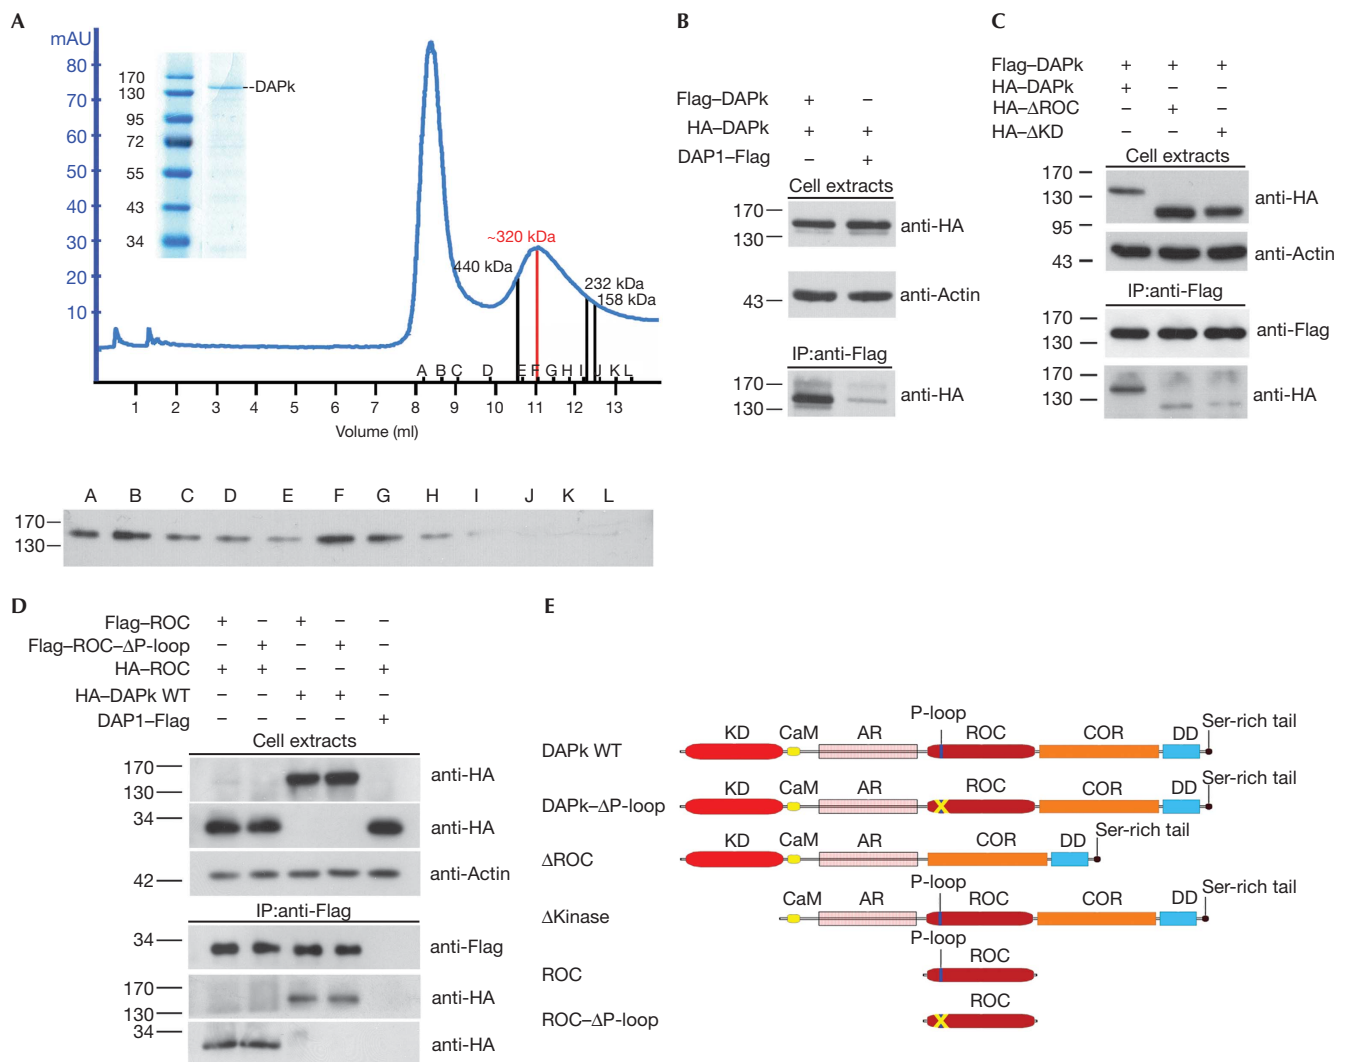 A
mAU
80
70
60
50
40
30
20
10
170
130
95
72
55
43
34
--DAPk
~320 kDa
440 kDa
232 kDa
158 kDa
A B C D E F G H I J K L
1 2 3 4 5 6 7 8 9 10 11 12 13
Volume (ml)
A B C D E F G H I J K L
170
130
B
Flag–DAPk + –
HA–DAPk + +
DAP1–Flag – +
Cell extracts
170
130
anti-HA
43
anti-Actin
IP:anti-Flag
170
130
anti-HA
C
Flag–DAPk + + +
HA–DAPk + – –
HA–ΔROC – + –
HA–ΔKD – – +
Cell extracts
170
130
95
anti-HA
43
anti-Actin
IP:anti-Flag
170
130
anti-Flag
170
130
anti-HA
D
Flag–ROC + – + – –
Flag–ROC–ΔP-loop – + – + –
HA–ROC + + – – +
HA–DAPk WT – – + + –
DAP1–Flag – – – – +
Cell extracts
170
130
anti-HA
34
anti-HA
42
anti-Actin
IP:anti-Flag
34
anti-Flag
170
130
anti-HA
34
anti-HA
E
DAPk WT
KD CaM AR P-loop ROC COR DD Ser-rich tail
DAPk–ΔP-loop
KD CaM AR ROC COR DD Ser-rich tail
ΔROC
KD CaM AR COR DD Ser-rich tail
ΔKinase
CaM AR P-loop ROC COR DD Ser-rich tail
ROC
P-loop ROC
ROC–ΔP-loop
ROC